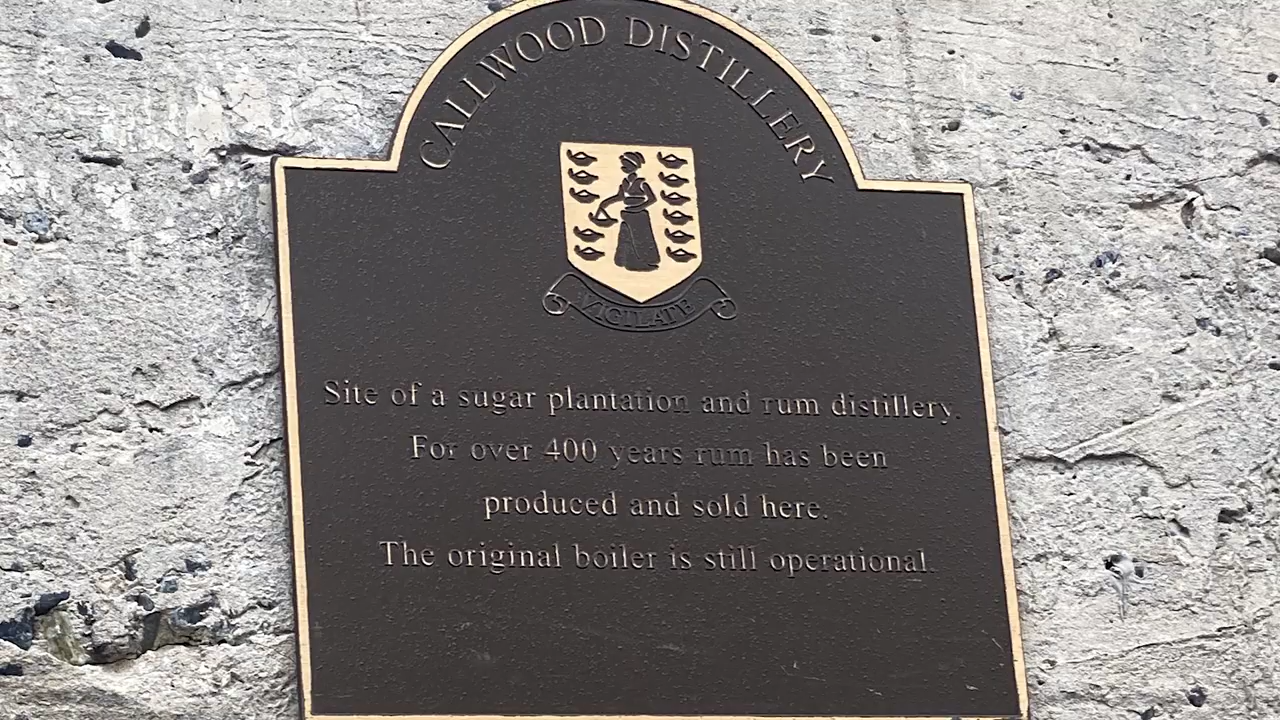 CALLWOOD DISTILLERY
VIGILATE
Site of a sugar plantation and rum distillery.
For over 400 years rum has been
produced and sold here.
The original boiler is still operational.